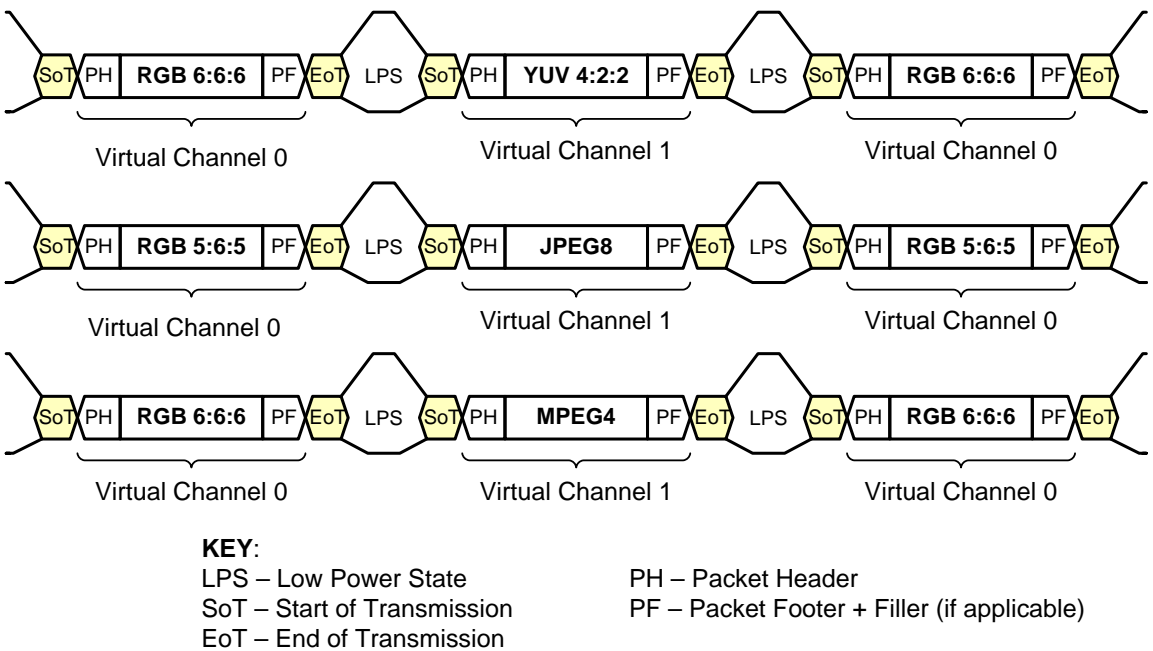 SoT PH RGB 6:6:6 PF EoT LPS SoT PH YUV 4:2:2 PF EoT LPS SoT PH RGB 6:6:6 PF EoT
Virtual Channel 0 Virtual Channel 1 Virtual Channel 0
SoT PH RGB 5:6:5 PF EoT LPS SoT PH JPEG8 PF EoT LPS SoT PH RGB 5:6:5 PF EoT
Virtual Channel 0 Virtual Channel 1 Virtual Channel 0
SoT PH RGB 6:6:6 PF EoT LPS SoT PH MPEG4 PF EoT LPS SoT PH RGB 6:6:6 PF EoT
Virtual Channel 0 Virtual Channel 1 Virtual Channel 0
KEY:
LPS – Low Power State PH – Packet Header
SoT – Start of Transmission PF – Packet Footer + Filler (if applicable)
EoT – End of Transmission